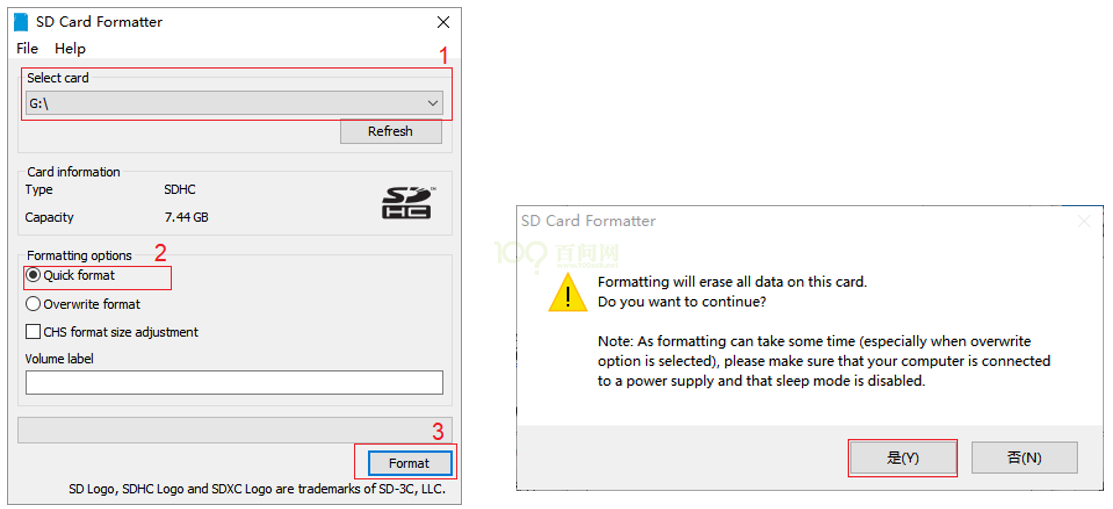 SD Card Formatter
File Help
1
Select card
G:\
Refresh
Card information
Type SDHC
Capacity 7.44 GB
SD HC
TM
2
Formatting options
Quick format
Overwrite format
CHS format size adjustment
Volume label
3
Format
SD Logo, SDHC Logo and SDXC Logo are trademarks of SD-3C, LLC.
SD Card Formatter
百问网
Formatting will erase all data on this card.
Do you want to continue?
Note: As formatting can take some time (especially when overwrite
option is selected), please make sure that your computer is connected
to a power supply and that sleep mode is disabled.
是(Y) 否(N)